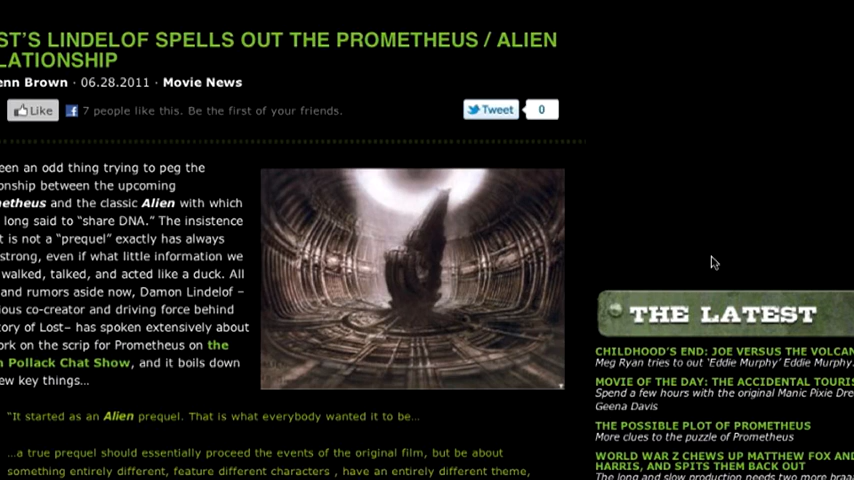 ST'S LINDELOF SPELLS OUT THE PROMETHEUS / ALIEN
LATIONSHIP
enn Brown · 06.28.2011 · Movie News
Like
7 people like this. Be the first of your friends.
Tweet
0
een an odd thing trying to peg the
onship between the upcoming
metheus and the classic Alien with which
long said to “share DNA.” The insistence
t is not a “prequel” exactly has always
strong, even if what little information we
walked, talked, and acted like a duck. All
and rumors aside now, Damon Lindelof –
ious co-creator and driving force behind
tory of Lost– has spoken extensively about
ork on the scrip for Prometheus on the
n Pollack Chat Show, and it boils down
ew key things…
“It started as an Alien prequel. That is what everybody wanted it to be…
…a true prequel should essentially proceed the events of the original film, but be about
something entirely different, feature different characters , have an entirely different theme,
THE LATEST
CHILDHOOD'S END: JOE VERSUS THE VOLCAN
Meg Ryan tries to out 'Eddie Murphy' Eddie Murphy.
MOVIE OF THE DAY: THE ACCIDENTAL TOURIS
Spend a few hours with the original Manic Pixie Dre
Geena Davis
THE POSSIBLE PLOT OF PROMETHEUS
More clues to the puzzle of Prometheus
WORLD WAR Z CHEWS UP MATTHEW FOX AND
HARRIS, AND SPITS THEM BACK OUT
The long and slow production needs two more braa